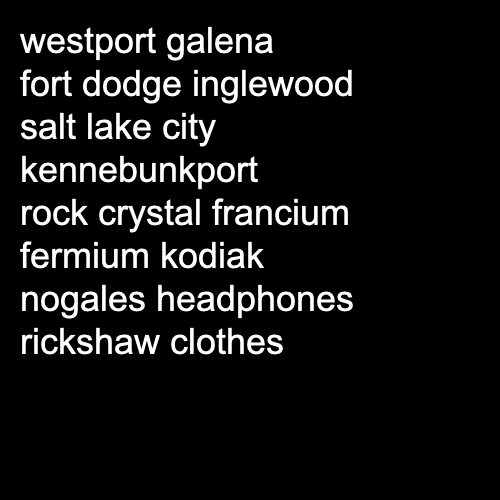 westport galena
fort dodge inglewood
salt lake city
kennebunkport
rock crystal francium
fermium kodiak
nogales headphones
rickshaw clothes